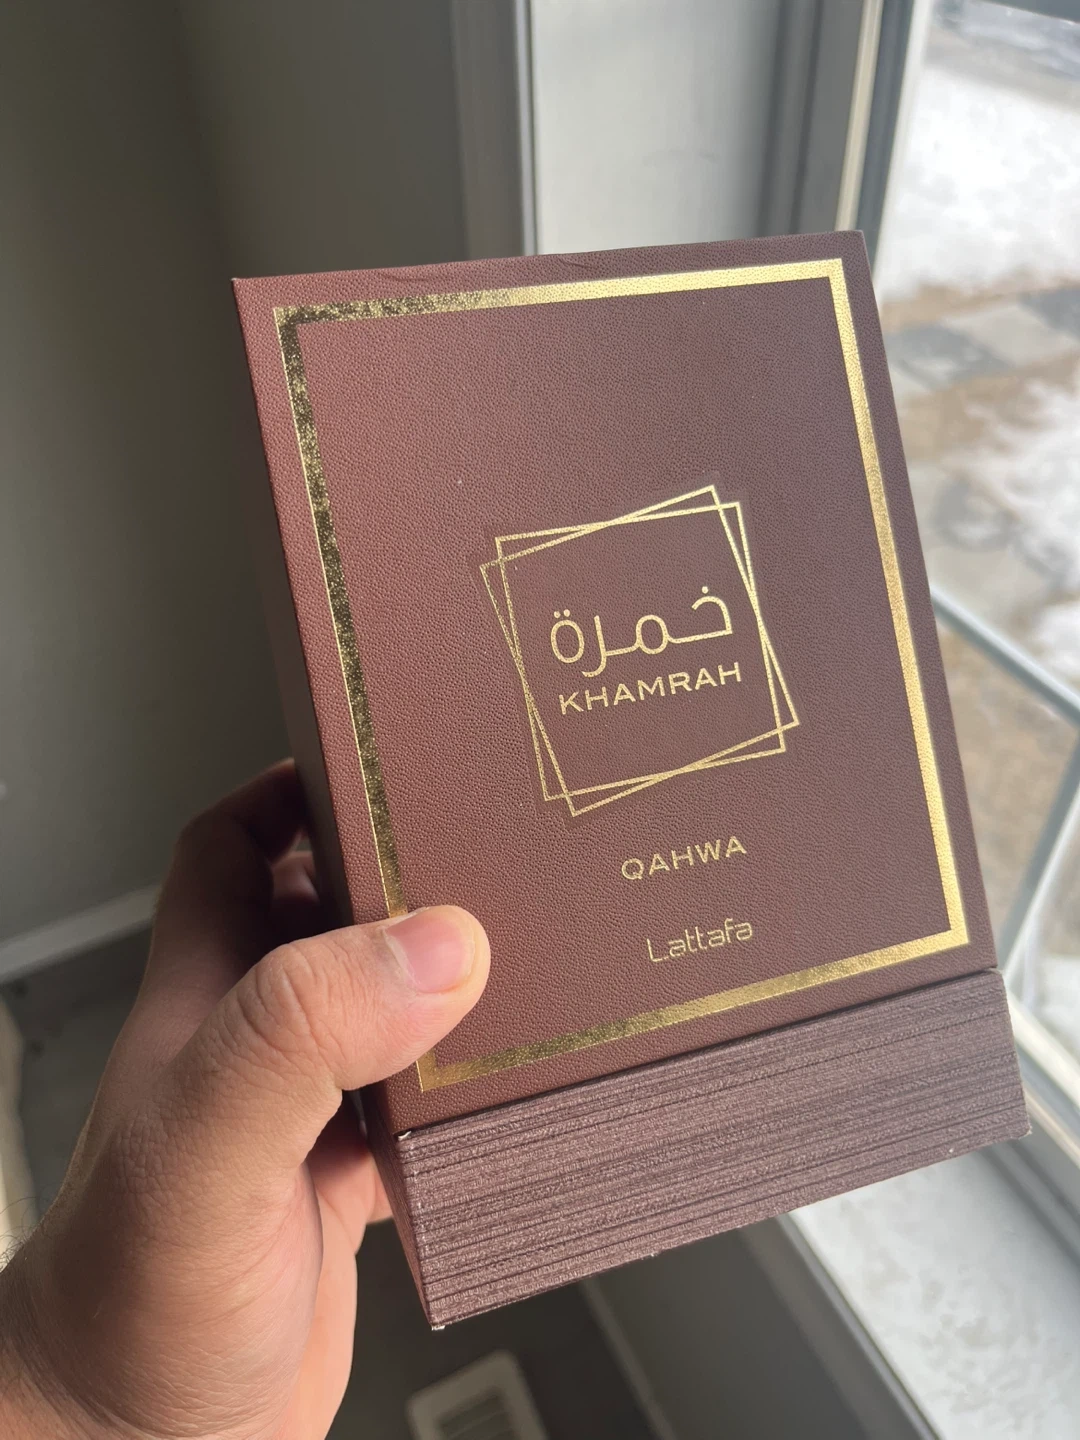 خمرة
KHAMRAH
QAHWA
Lattafa